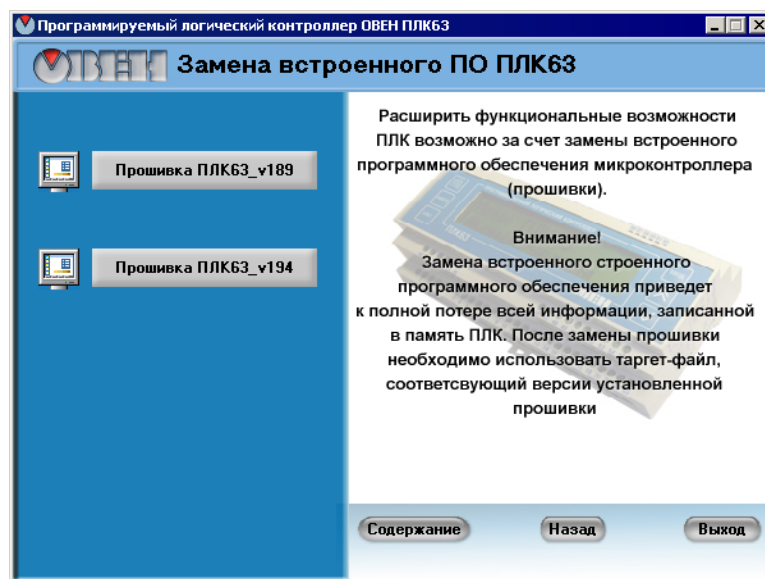 Программируемый логический контроллер ОВЕН ПЛК63
ОВЕН Замена встроенного ПО ПЛК63
Прошивка ПЛК63_v189
Прошивка ПЛК63_v194
Расширить функциональные возможности
ПЛК возможно за счет замены встроенного
программного обеспечения микроконтроллера
(прошивки).
Внимание!
Замена встроенного строенного
программного обеспечения приведет
к полной потере всей информации, записанной
в память ПЛК. После замены прошивки
необходимо использовать таргет-файл,
соответсвующий версии установленной
прошивки
Содержание
Назад
Выход